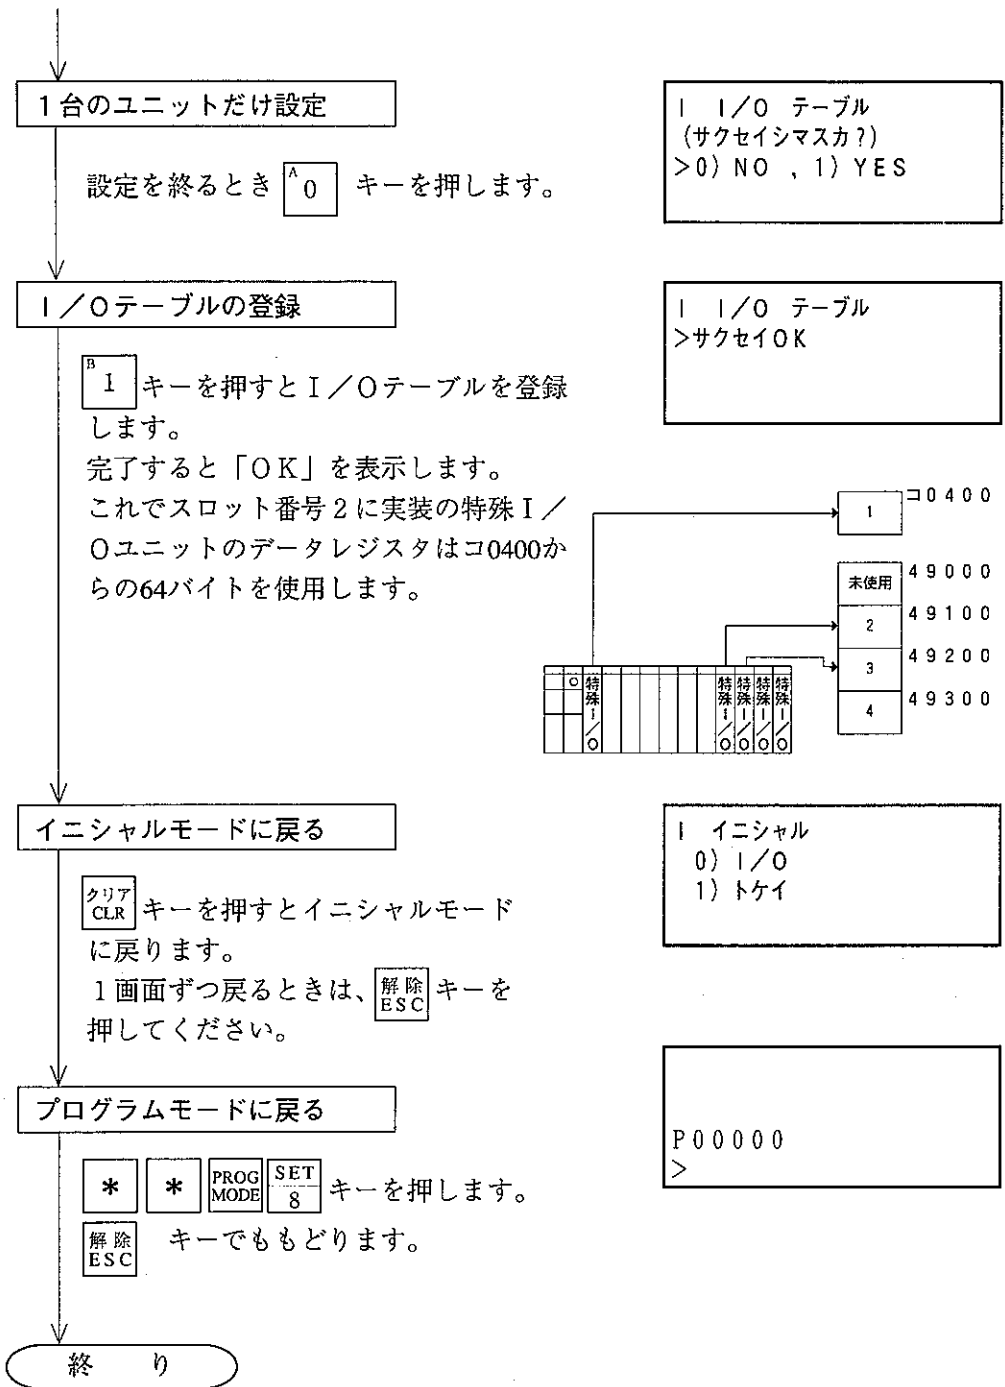 1台のユニットだけ設定
設定を終るとき A 0 キーを押します。
I I/O テーブル
(サクセイシマスカ?)
>0) NO , 1) YES
I/Oテーブルの登録
B 1 キーを押すとI/Oテーブルを登録
します。
完了すると「OK」を表示します。
これでスロット番号2に実装の特殊I/
Oユニットのデータレジスタはコ0400か
らの64バイトを使用します。
I I/O テーブル
>サクセイOK
1 コ0400
未使用 49000
2 49100
3 49200
4 49300
O
特殊I/O
特殊I/O
特殊I/O
特殊I/O
特殊I/O
イニシャルモードに戻る
クリア CLR キーを押すとイニシャルモード
に戻ります。
1画面ずつ戻るときは、解除 ESC キーを
押してください。
I イニシャル
0) I/O
1) トケイ
プログラムモードに戻る
* * PROG MODE SET 8 キーを押します。
解除 ESC キーでももどります。
P00000
>
終り